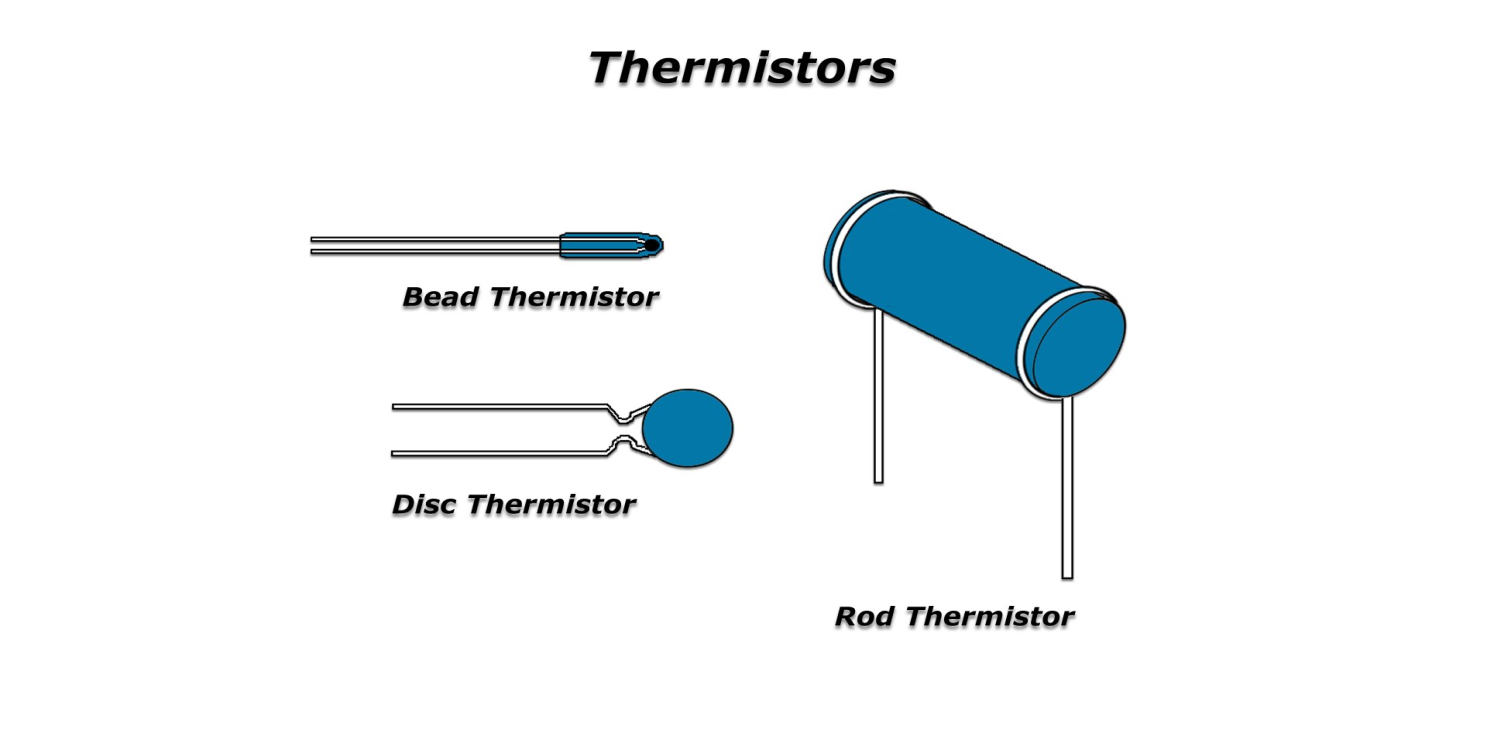 Thermistors
Bead Thermistor
Disc Thermistor
Rod Thermistor